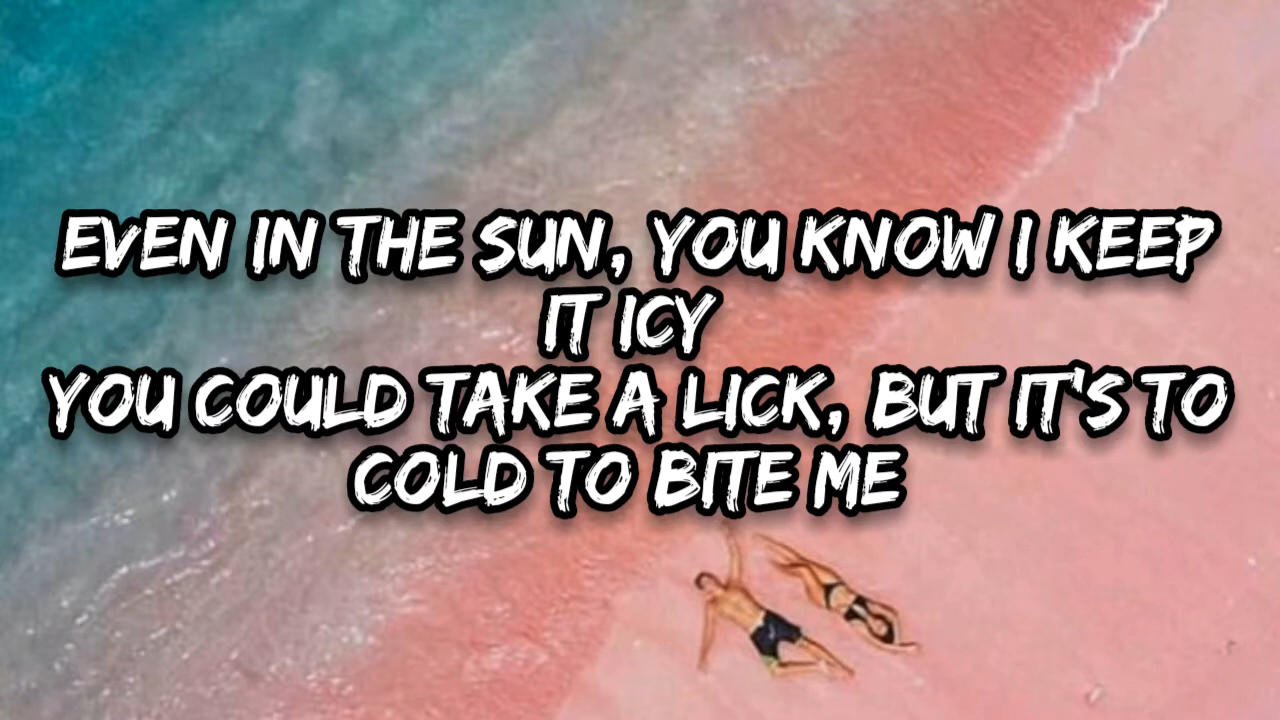 EVEN IN THE SUN, YOU KNOW I KEEP
IT ICY
YOU COULD TAKE A LICK, BUT IT'S TO
COLD TO BITE ME